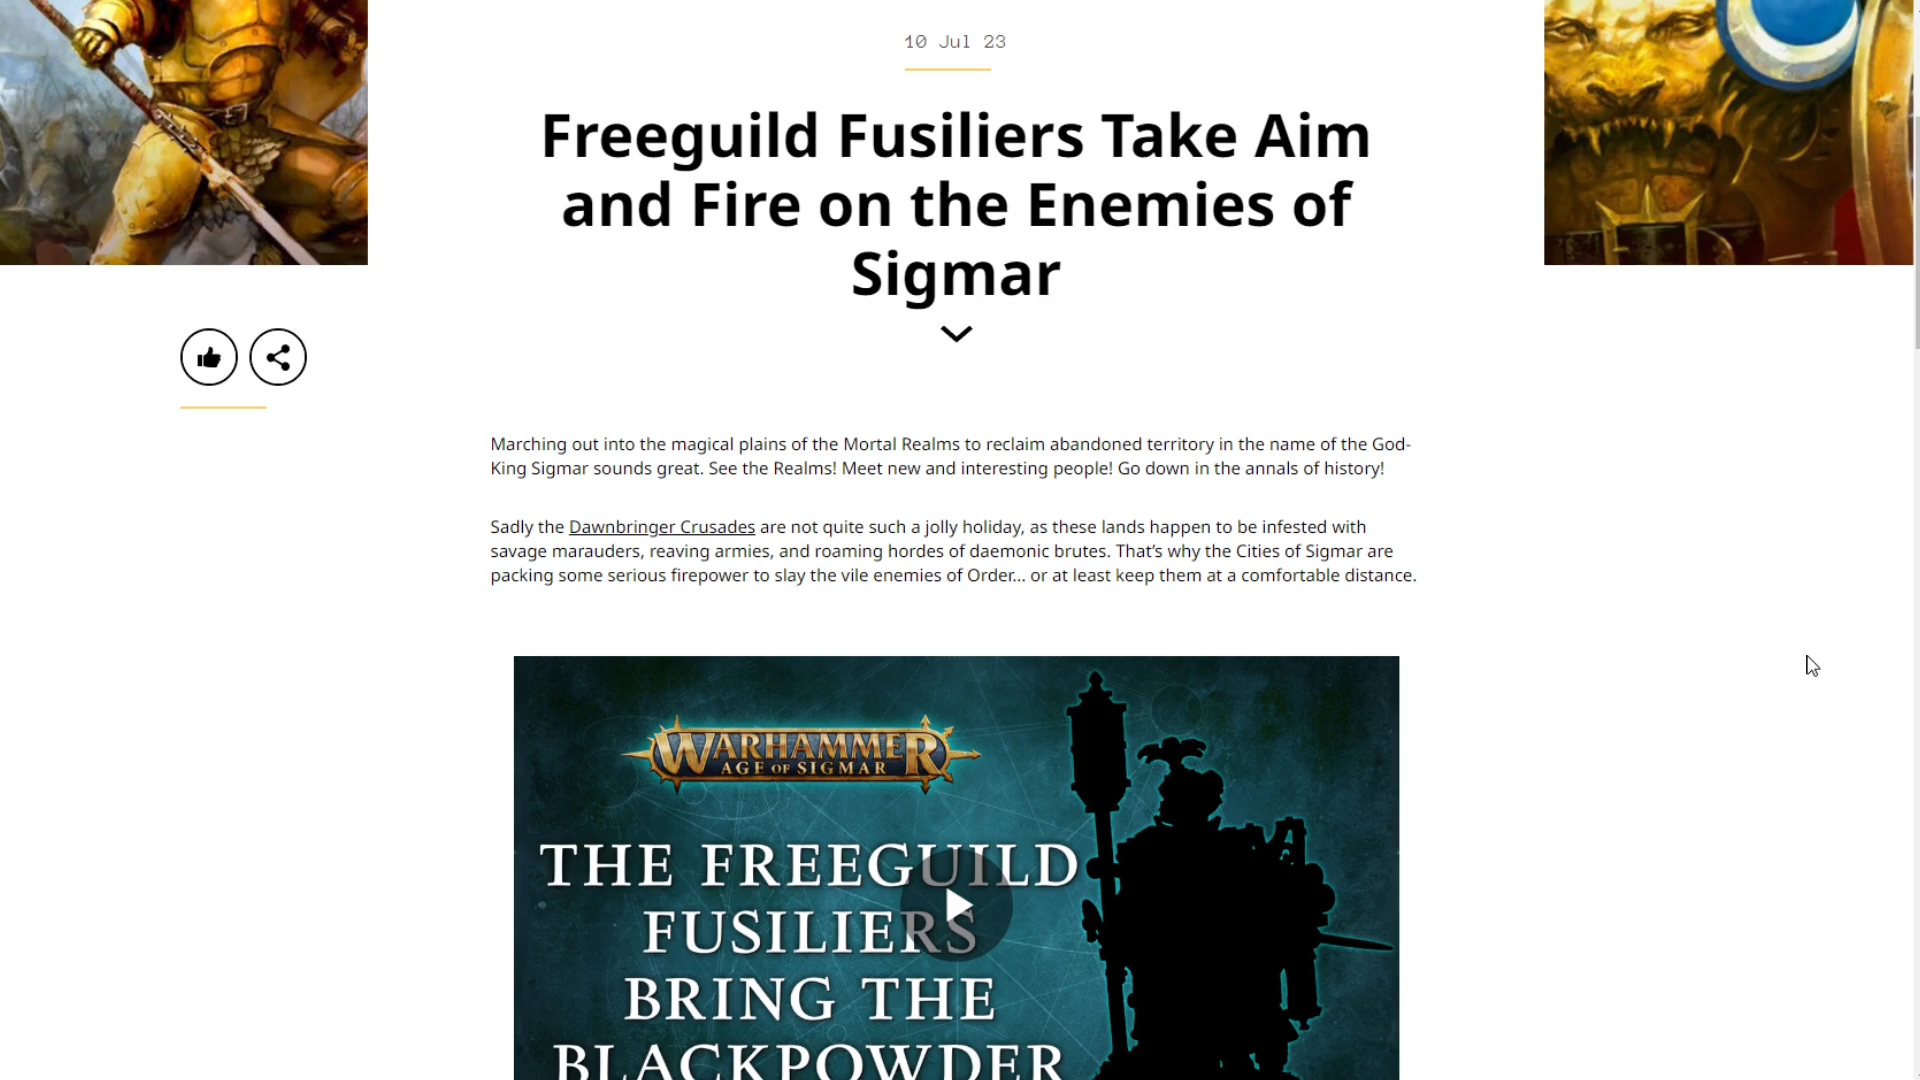 10 Jul 23
Freeguild Fusiliers Take Aim
and Fire on the Enemies of
Sigmar
Marching out into the magical plains of the Mortal Realms to reclaim abandoned territory in the name of the God-
King Sigmar sounds great. See the Realms! Meet new and interesting people! Go down in the annals of history!
Sadly the Dawnbringer Crusades are not quite such a jolly holiday, as these lands happen to be infested with
savage marauders, reaving armies, and roaming hordes of daemonic brutes. That’s why the Cities of Sigmar are
packing some serious firepower to slay the vile enemies of Order… or at least keep them at a comfortable distance.
WARHAMMER
AGE OF SIGMAR
THE FREEGUILD
FUSILIERS
BRING THE
BLACKPOWDER